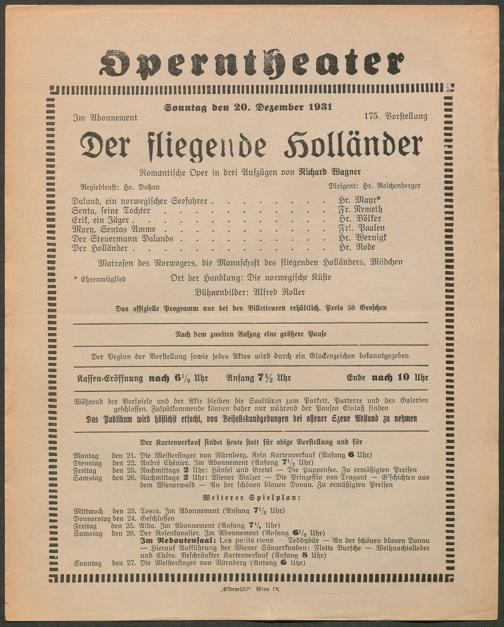 Operntheater
Sonntag den 20. Dezember 1931
Im Abonnement 175. Vorstellung
Der fliegende Holländer
Romantische Oper in drei Aufzügen von Richard Wagner
Regiedienst: Hr. Duhan Dirigent: Hr. Reichenberger
Daland, ein norwegischer Seefahrer . . . . . . . . Hr. Mayr*
Senta, seine Tochter . . . . . . . . Fr. Nemeth
Erik, ein Jäger . . . . . . . . Hr. Völker
Mary, Sentas Amme . . . . . . . . Frl. Paalen
Der Steuermann Dalands . . . . . . . . Hr. Wernigk
Der Holländer . . . . . . . . Hr. Rode
Matrosen des Norwegers, die Mannschaft des fliegenden Holländers, Mädchen
* Ehrenmitglied Ort der Handlung: Die norwegische Küste
Bühnenbilder: Alfred Roller
Das offizielle Programm nur bei den Billetteuren erhältlich. Preis 50 Groschen
Nach dem zweiten Aufzug eine größere Pause
Der Beginn der Vorstellung sowie jedes Aktes wird durch ein Glockenzeichen bekanntgegeben
Kassen-Eröffnung nach 6½ Uhr Anfang 7½ Uhr Ende nach 10 Uhr
Während der Vorspiele und der Akte bleiben die Saaltüren zum Parkett, Parterre und den Galerien
geschlossen. Zuspätkommende können daher nur während der Pausen Einlaß finden
Das Publikum wird höflichst ersucht, von Beifallskundgebungen bei offener Szene Abstand zu nehmen
Der Kartenverkauf findet heute statt für obige Vorstellung und für
Montag den 21. Die Meistersinger von Nürnberg. Kein Kartenverkauf (Anfang 6 Uhr)
Dienstag den 22. André Chénier. Im Abonnement (Anfang 7½ Uhr)
Freitag den 25. Nachmittags 2 Uhr: Hänsel und Gretel — Die Puppenfee. Zu ermäßigten Preisen
Samstag den 26. Nachmittags 2 Uhr: Wiener Walzer — Die Prinzessin von Tragant — G'schichten aus
dem Wienerwald — An der schönen blauen Donau. Zu ermäßigten Preisen
Weiterer Spielplan:
Mittwoch den 23. Tosca. Im Abonnement (Anfang 7½ Uhr)
Donnerstag den 24. Geschlossen
Freitag den 25. Aida. Im Abonnement (Anfang 7 Uhr)
Samstag den 26. Der Rosenkavalier. Im Abonnement (Anfang 6½ Uhr)
Im Redoutensaal: Les petits riens — Teddybär — An der schönen blauen Donau
— Hierauf Aufführung der Wiener Sängerknaben: Flotte Bursche — Weihnachtslieder
und Chöre. Beschränkter Kartenverkauf (Anfang 8 Uhr)
Sonntag den 27. Die Meistersinger von Nürnberg (Anfang 6 Uhr)
„Elbemühl“, Wien IX.